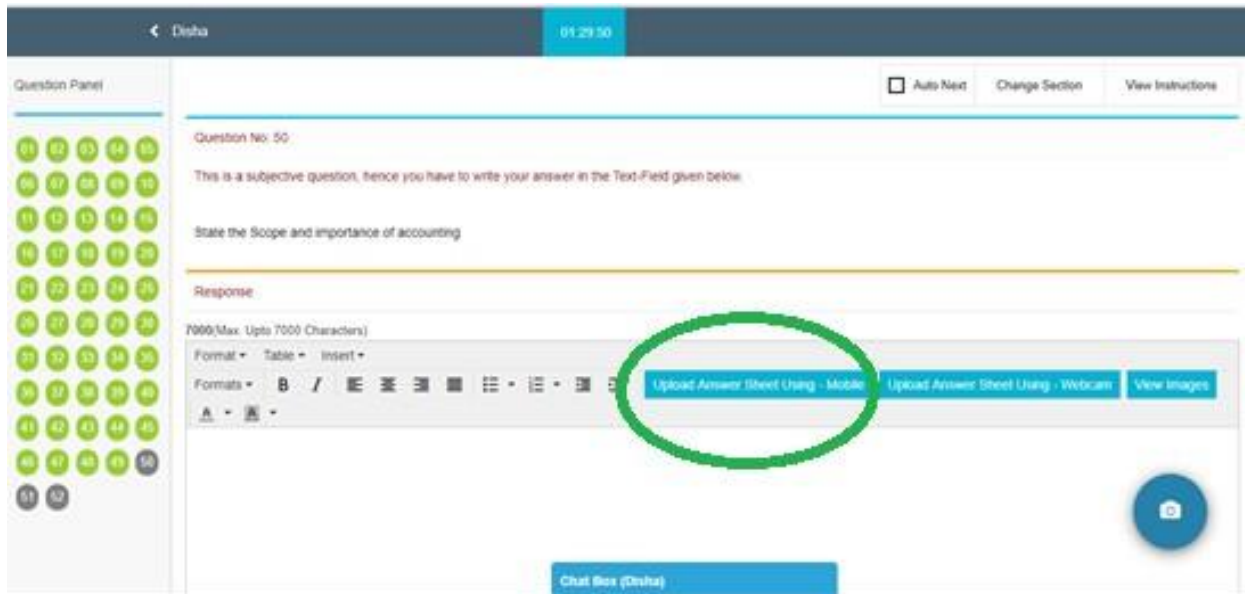 Disha
01:29:50
Question Panel
Auto Next Change Section View Instructions
01 02 03 04 05
06 07 08 09 10
11 12 13 14 15
16 17 18 19 20
21 22 23 24 25
26 27 28 29 30
31 32 33 34 35
36 37 38 39 40
41 42 43 44 45
46 47 48 49 50
51 52
Question No: 50
This is a subjective question, hence you have to write your answer in the Text-Field given below.
State the Scope and importance of accounting
Response
7000(Max. Upto 7000 Characters)
Format Table Insert
Formats B I Upload Answer Sheet Using - Mobile Upload Answer Sheet Using - Webcam View Images
A A
Chat Box (Disha)